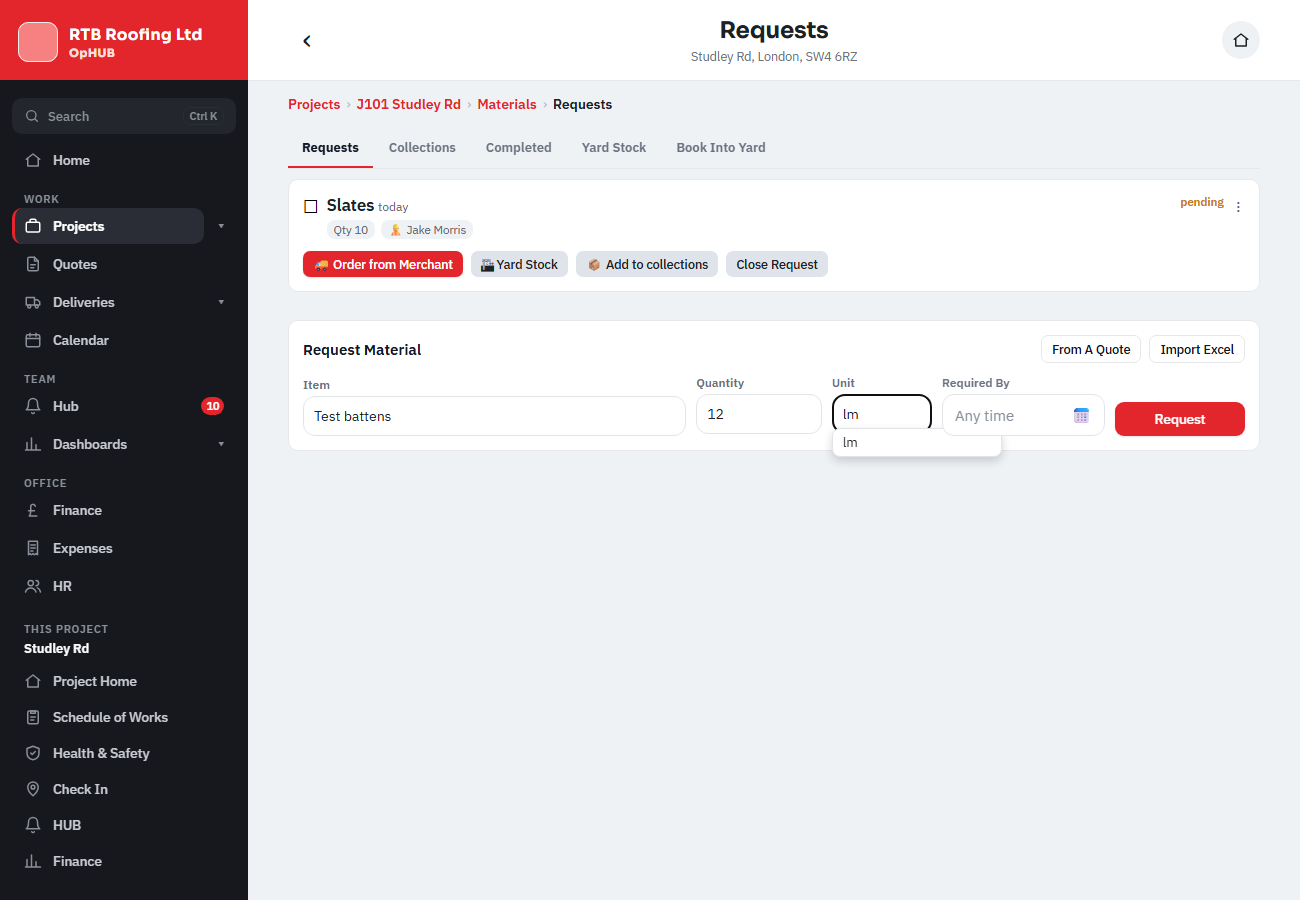 RTB Roofing Ltd
OpHUB
Search Ctrl K
Home
WORK
Projects
Quotes
Deliveries
Calendar
TEAM
Hub 10
Dashboards
OFFICE
Finance
Expenses
HR
THIS PROJECT
Studley Rd
Project Home
Schedule of Works
Health & Safety
Check In
HUB
Finance
Requests
Studley Rd, London, SW4 6RZ
Projects › J101 Studley Rd › Materials › Requests
Requests Collections Completed Yard Stock Book Into Yard
Slates today pending
Qty 10 Jake Morris
Order from Merchant Yard Stock Add to collections Close Request
Request Material From A Quote Import Excel
Item Quantity Unit Required By
Test battens 12 lm Any time Request
lm